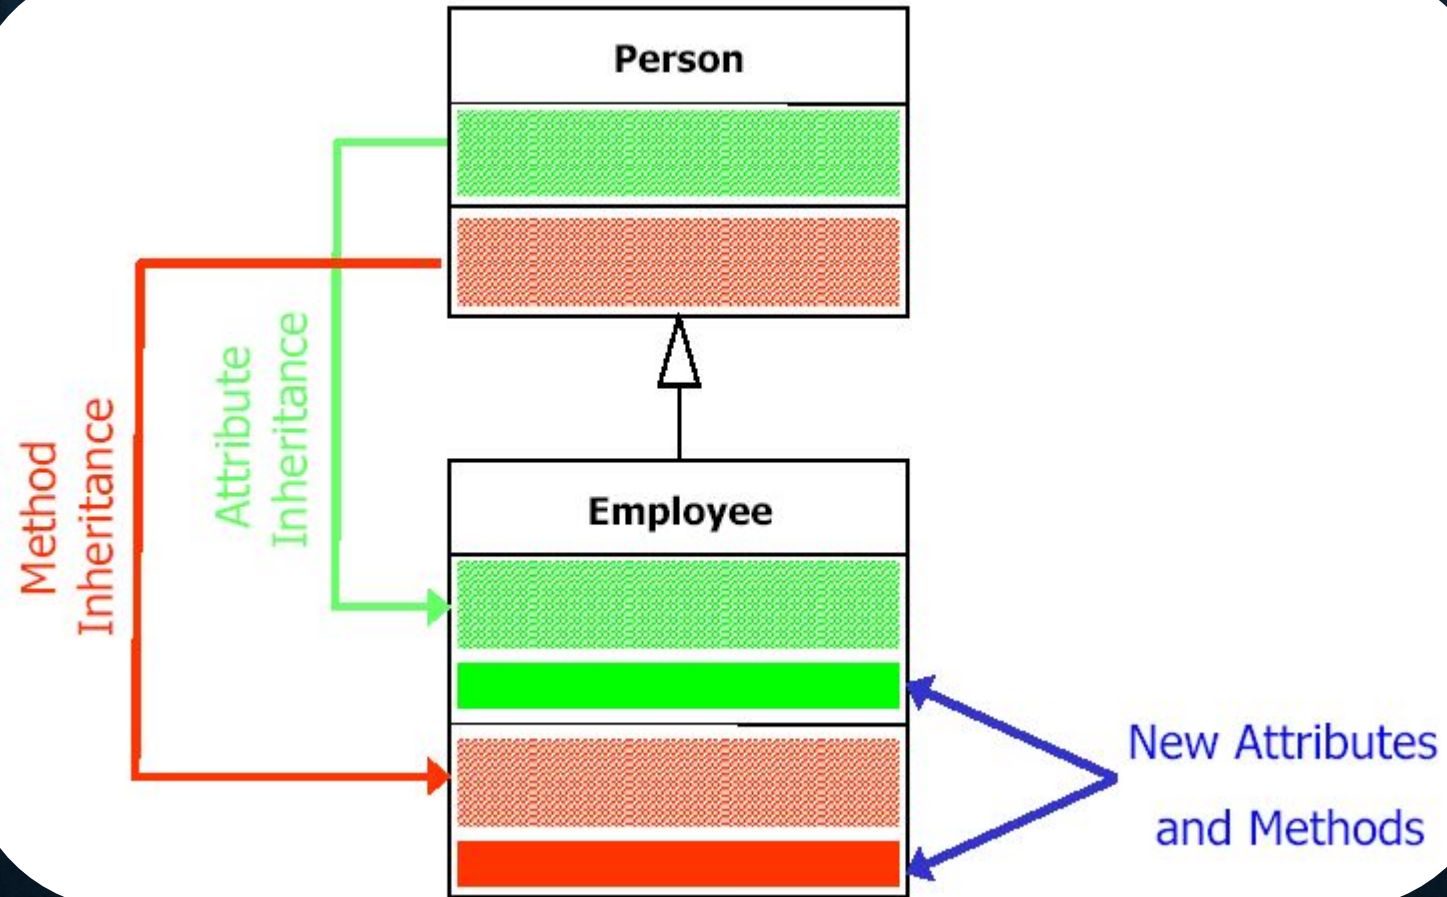 Person
Method
Inheritance
Attribute
Inheritance
Employee
New Attributes
and Methods